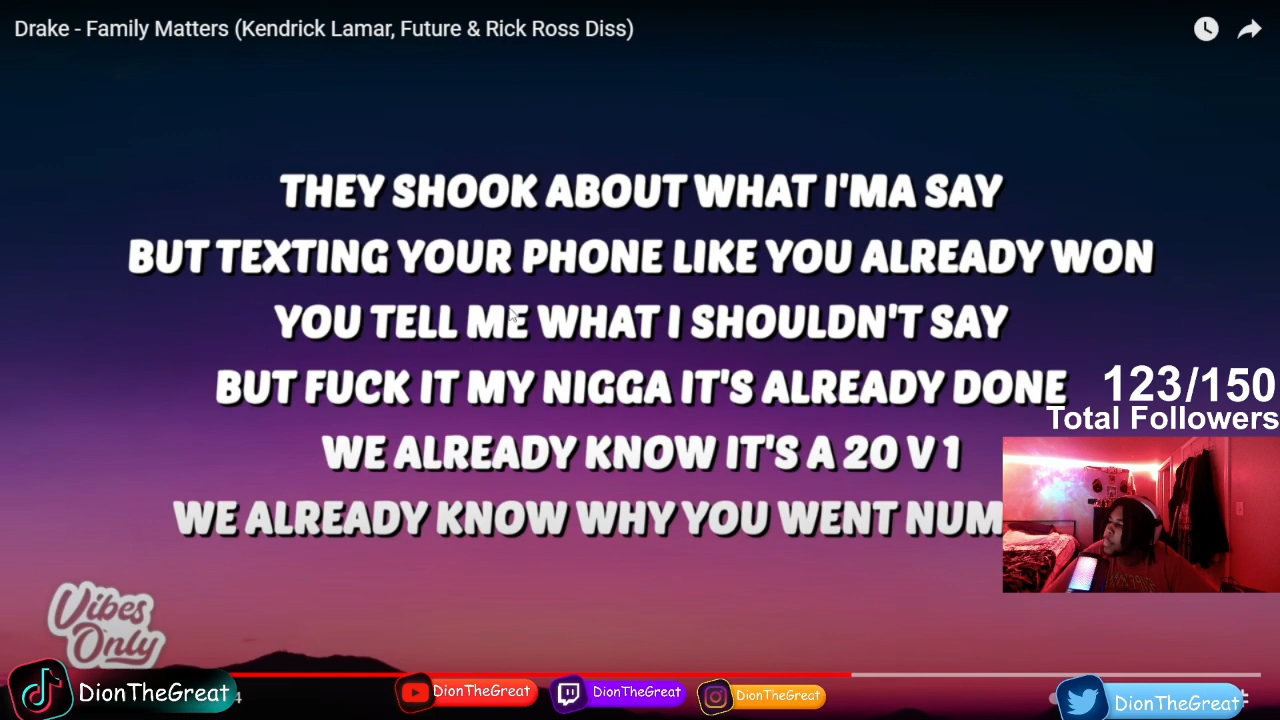 Drake - Family Matters (Kendrick Lamar, Future & Rick Ross Diss)
THEY SHOOK ABOUT WHAT I'MA SAY
BUT TEXTING YOUR PHONE LIKE YOU ALREADY WON
YOU TELL ME WHAT I SHOULDN'T SAY
BUT FUCK IT MY NIGGA IT'S ALREADY DONE
123/150
Total Followers
WE ALREADY KNOW IT'S A 20 V 1
WE ALREADY KNOW WHY YOU WENT NUM
Vibes
Only
DionTheGreat
4
DionTheGreat
DionTheGreat
DionTheGreat
DionTheGreat